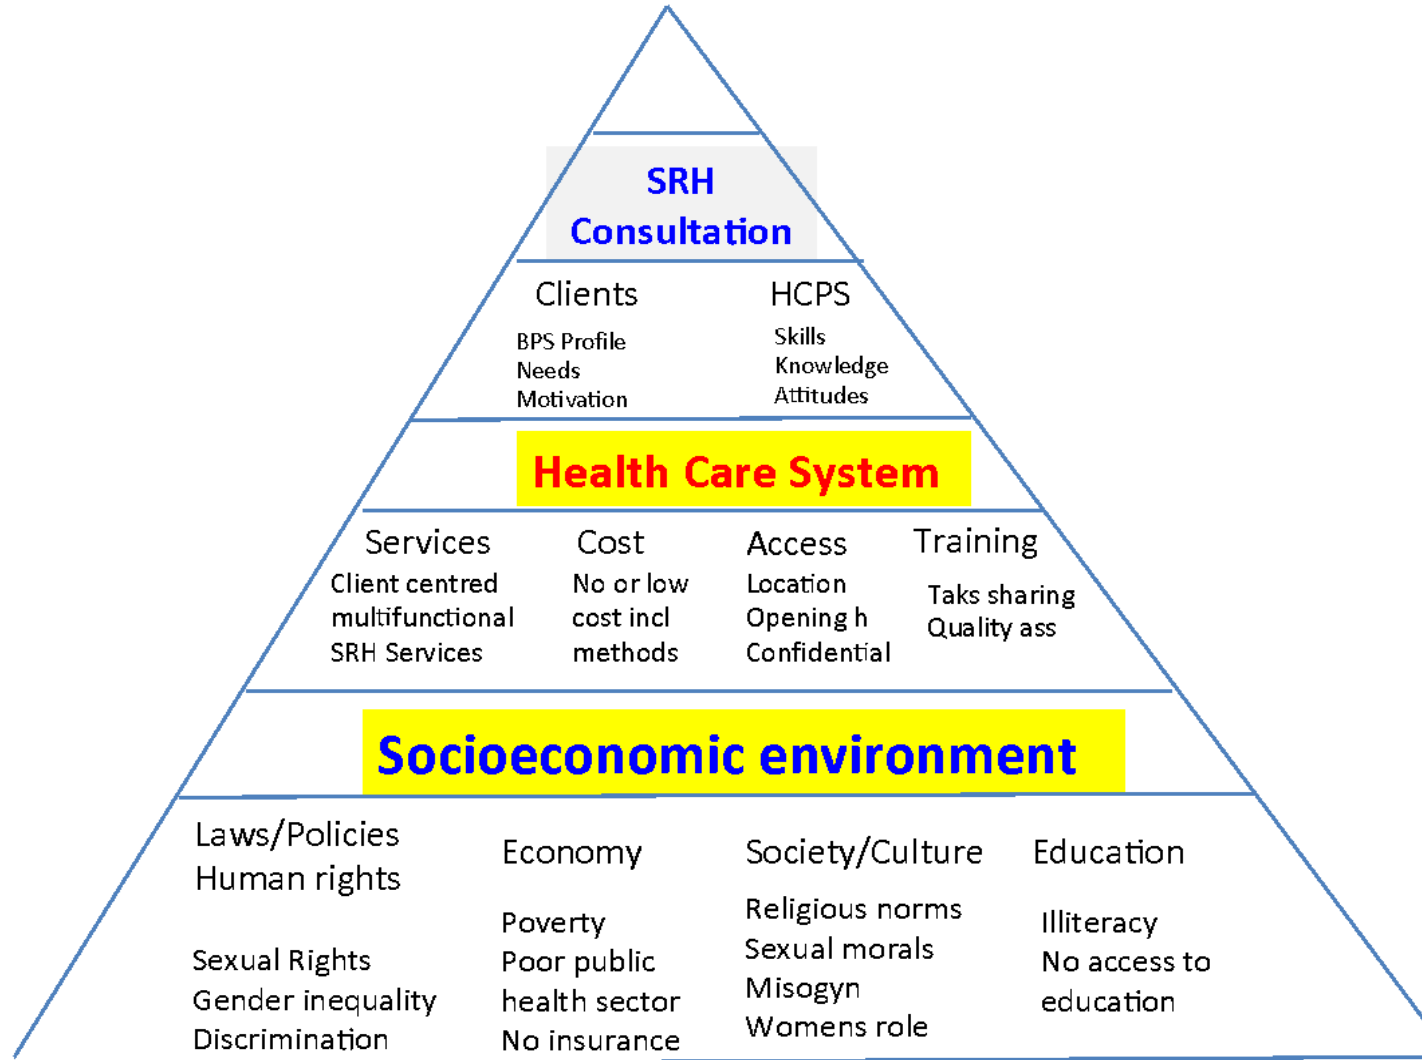 SRH
Consultation
Clients
BPS Profile
Needs
Motivation
HCPS
Skills
Knowledge
Attitudes
Health Care System
Services
Client centred
multifunctional
SRH Services
Cost
No or low
cost incl
methods
Access
Location
Opening h
Confidential
Training
Taks sharing
Quality ass
Socioeconomic environment
Laws/Policies
Human rights
Sexual Rights
Gender inequality
Discrimination
Economy
Poverty
Poor public
health sector
No insurance
Society/Culture
Religious norms
Sexual morals
Misogyn
Womens role
Education
Illiteracy
No access to
education